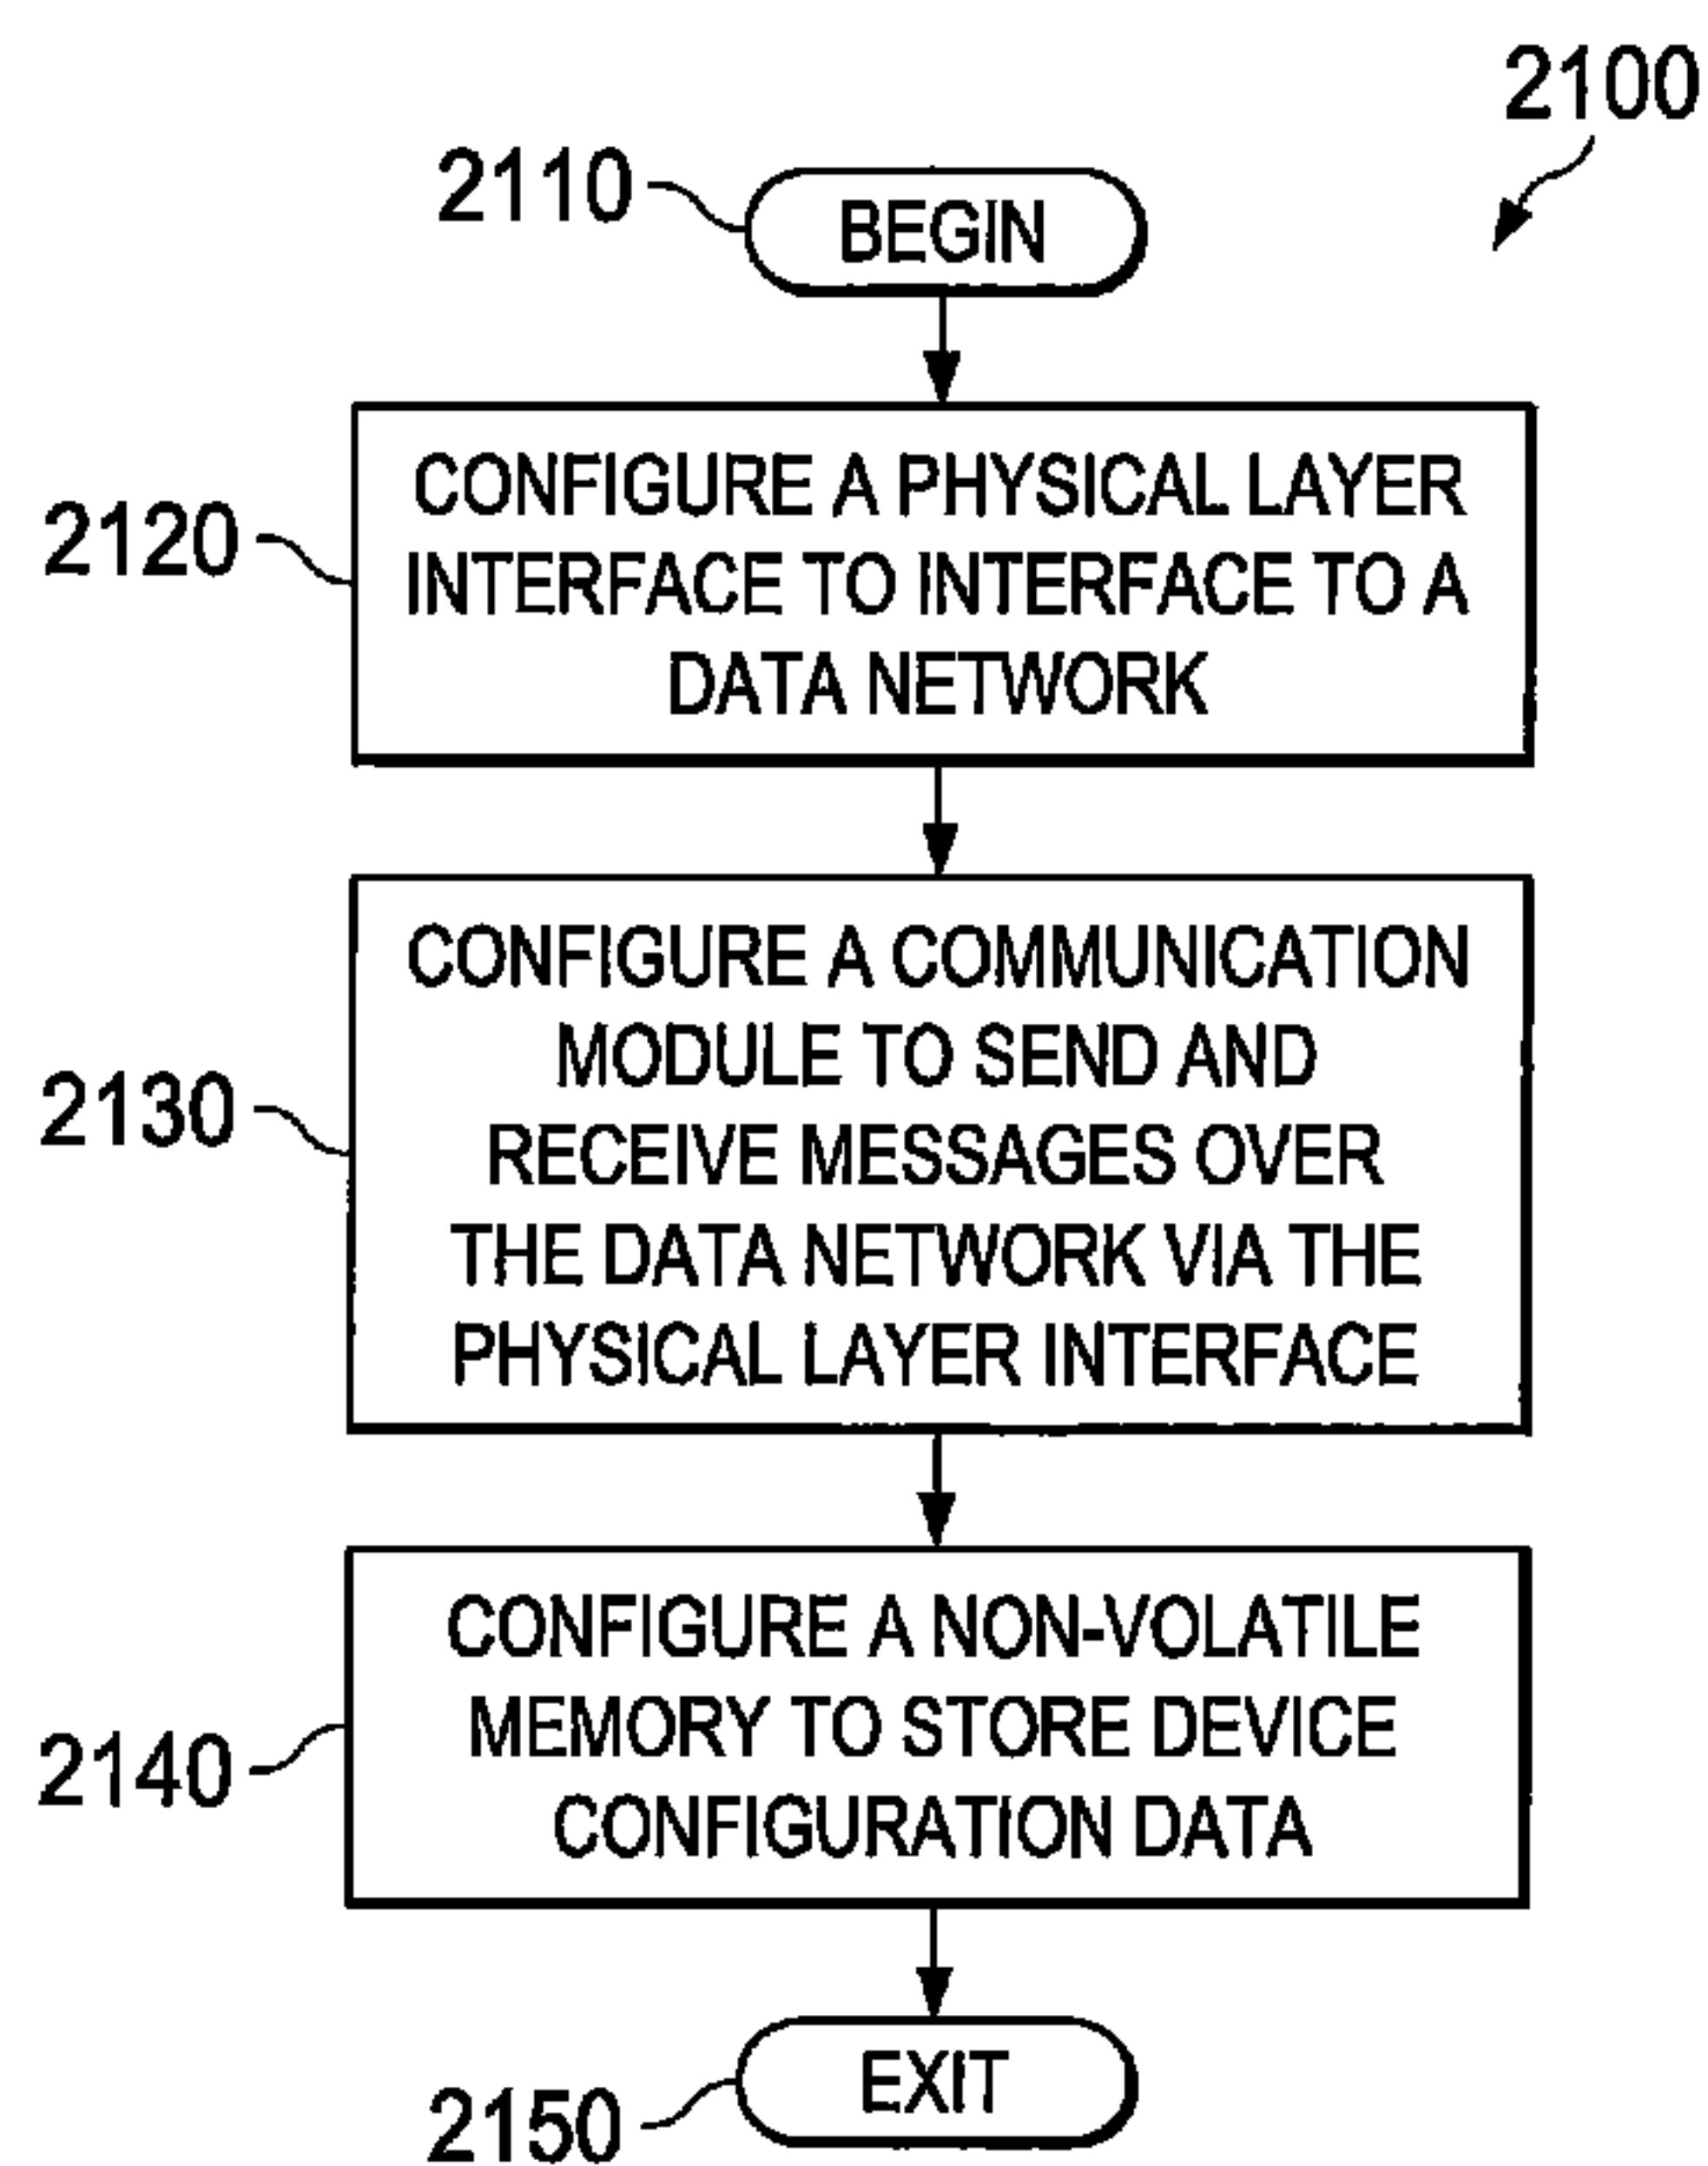 2100
2110
BEGIN
2120
CONFIGURE A PHYSICAL LAYER
INTERFACE TO INTERFACE TO A
DATA NETWORK
2130
CONFIGURE A COMMUNICATION
MODULE TO SEND AND
RECEIVE MESSAGES OVER
THE DATA NETWORK VIA THE
PHYSICAL LAYER INTERFACE
2140
CONFIGURE A NON-VOLATILE
MEMORY TO STORE DEVICE
CONFIGURATION DATA
2150
EXIT